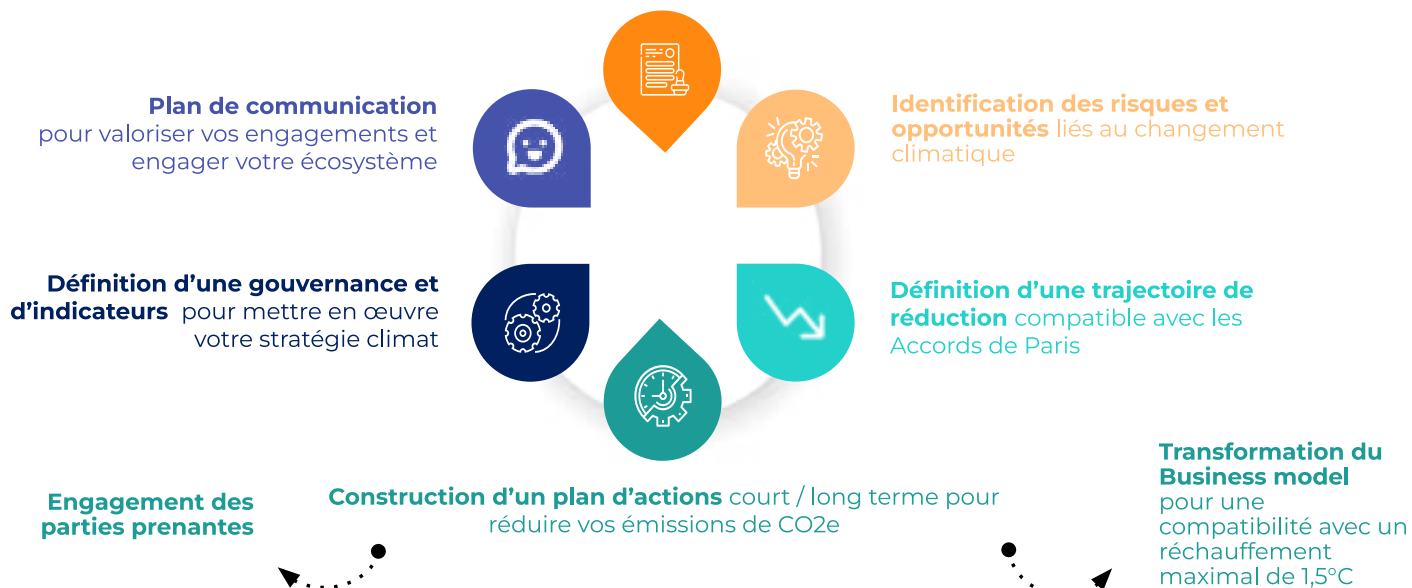 Plan de communication
pour valoriser vos engagements et
engager votre écosystème
Identification des risques et
opportunités liés au changement
climatique
Définition d’une gouvernance et
d’indicateurs pour mettre en œuvre
votre stratégie climat
Définition d’une trajectoire de
réduction compatible avec les
Accords de Paris
Engagement des
parties prenantes
Construction d’un plan d’actions court / long terme pour
réduire vos émissions de CO2e
Transformation du
Business model
pour une
compatibilité avec un
réchauffement
maximal de 1,5°C